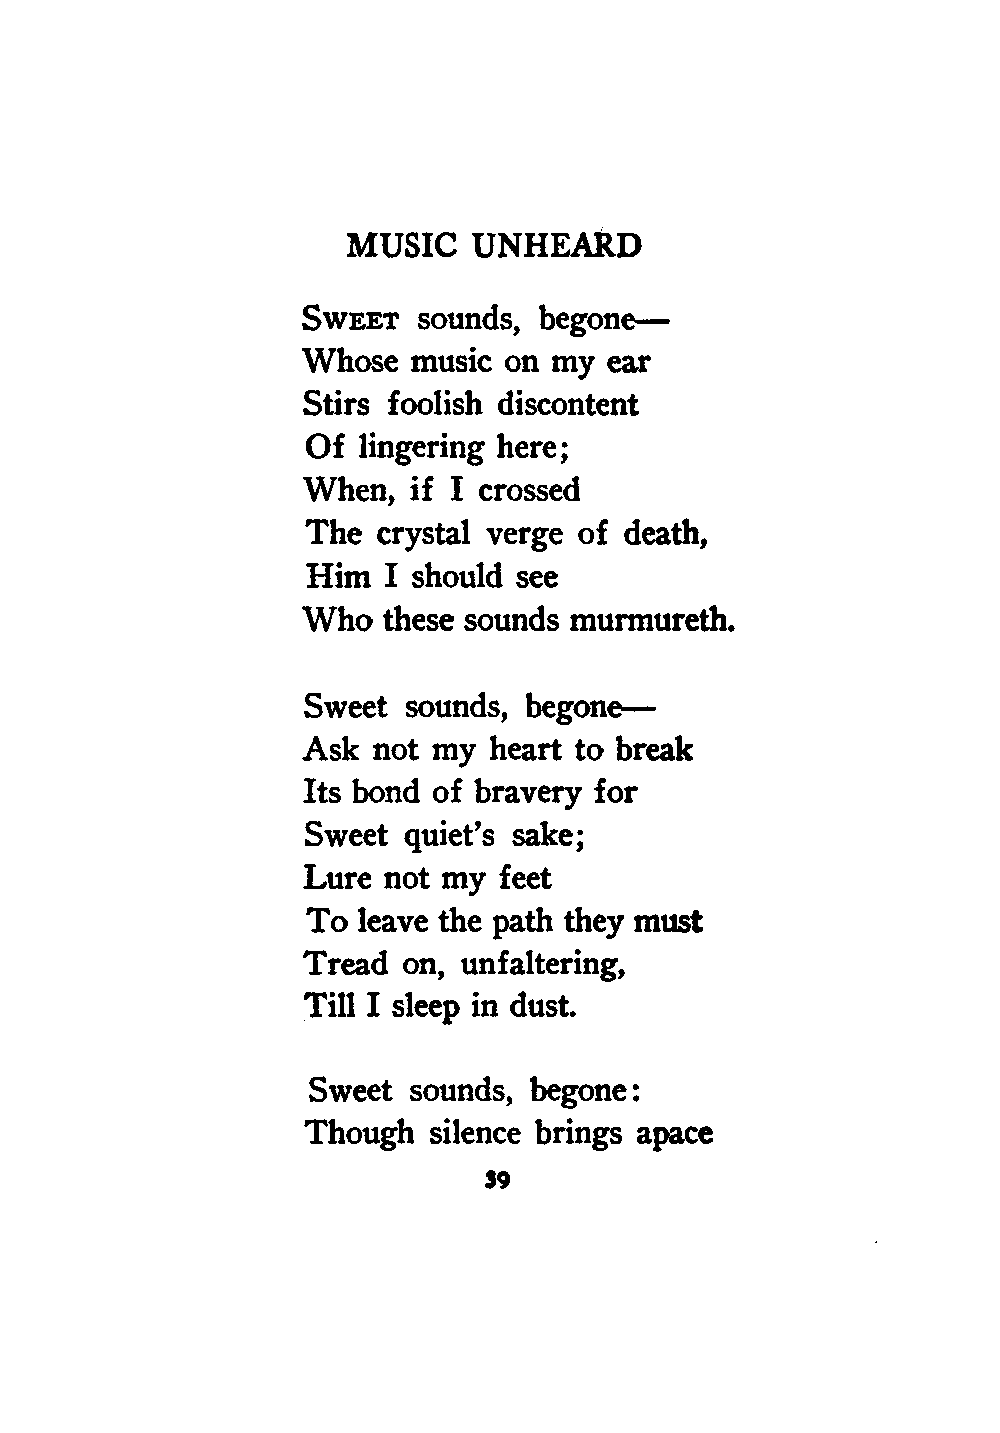 MUSIC UNHEARD
Sweet sounds, begone—
Whose music on my ear
Stirs foolish discontent
Of lingering here;
When, if I crossed
The crystal verge of death,
Him I should see
Who these sounds murmureth.
Sweet sounds, begone—
Ask not my heart to break
Its bond of bravery for
Sweet quiet's sake;
Lure not my feet
To leave the path they must
Tread on, unfaltering,
Till I sleep in dust.
Sweet sounds, begone:
Though silence brings apace
39